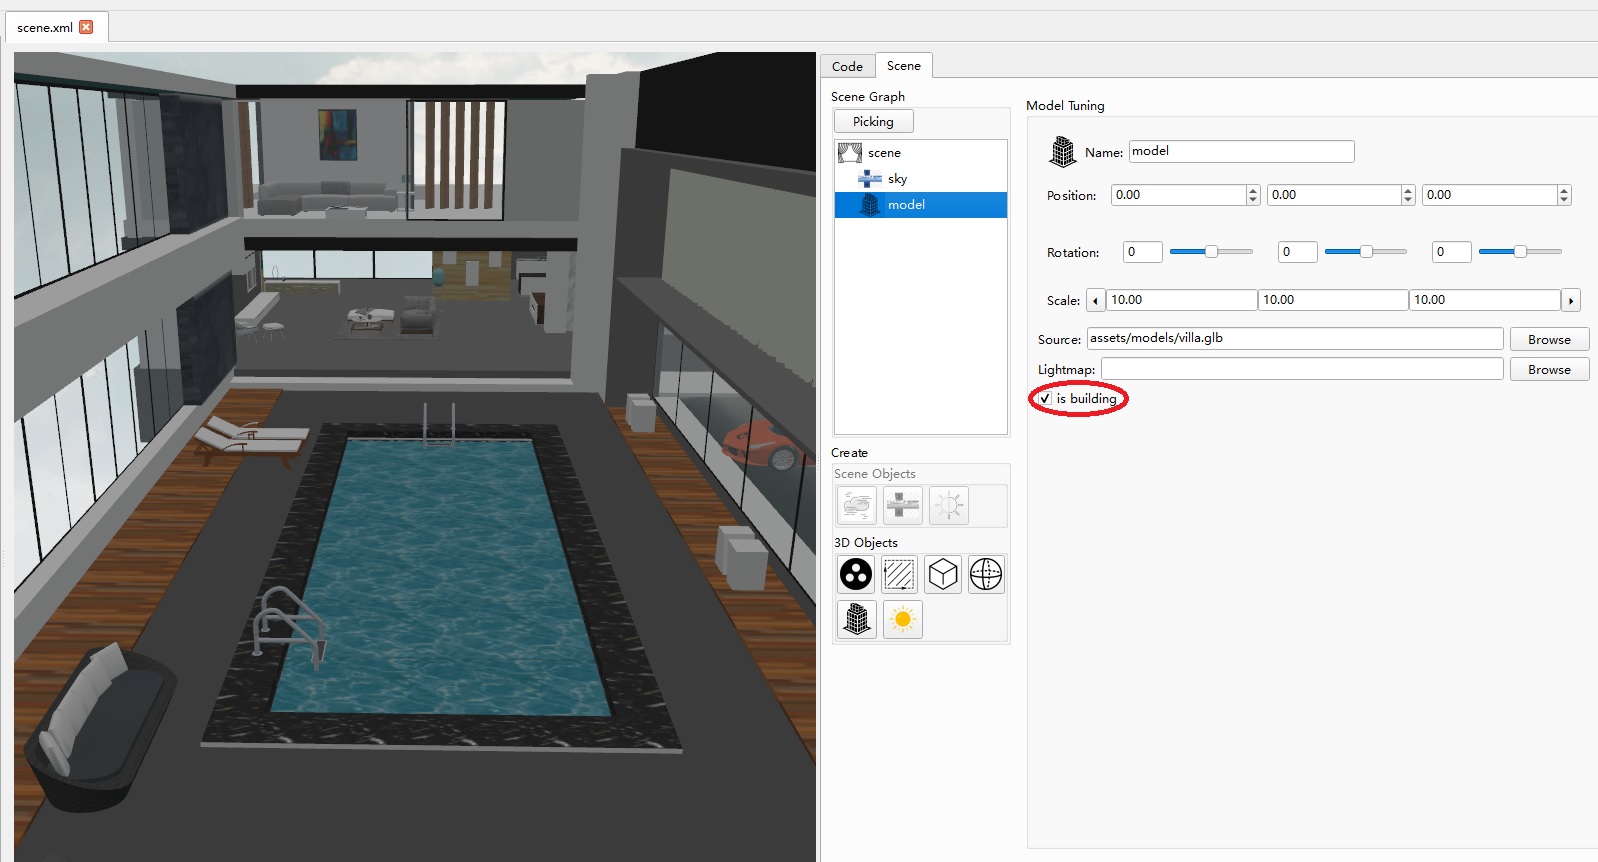 scene.xml
Code
Scene
Scene Graph
Picking
scene
sky
model
Model Tuning
Name: model
Position: 0.00 0.00 0.00
Rotation: 0 0 0
Scale: 10.00 10.00 10.00
Source: assets/models/villa.glb Browse
Lightmap: Browse
is building
Create
Scene Objects
3D Objects